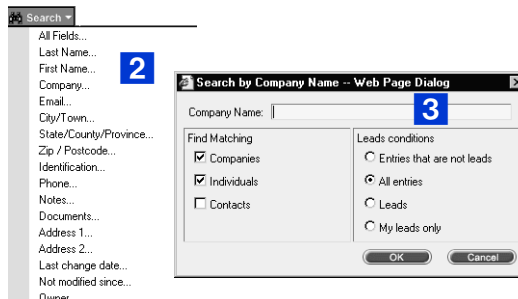 Search
All Fields...
Last Name...
First Name...
Company...
Email...
City/Town...
State/County/Province...
Zip / Postcode...
Identification...
Phone...
Notes...
Documents...
Address 1...
Address 2...
Last change date...
Not modified since...
Owner
2
Search by Company Name -- Web Page Dialog
Company Name:
3
Find Matching
Companies
Individuals
Contacts
Leads conditions
Entries that are not leads
All entries
Leads
My leads only
OK
Cancel